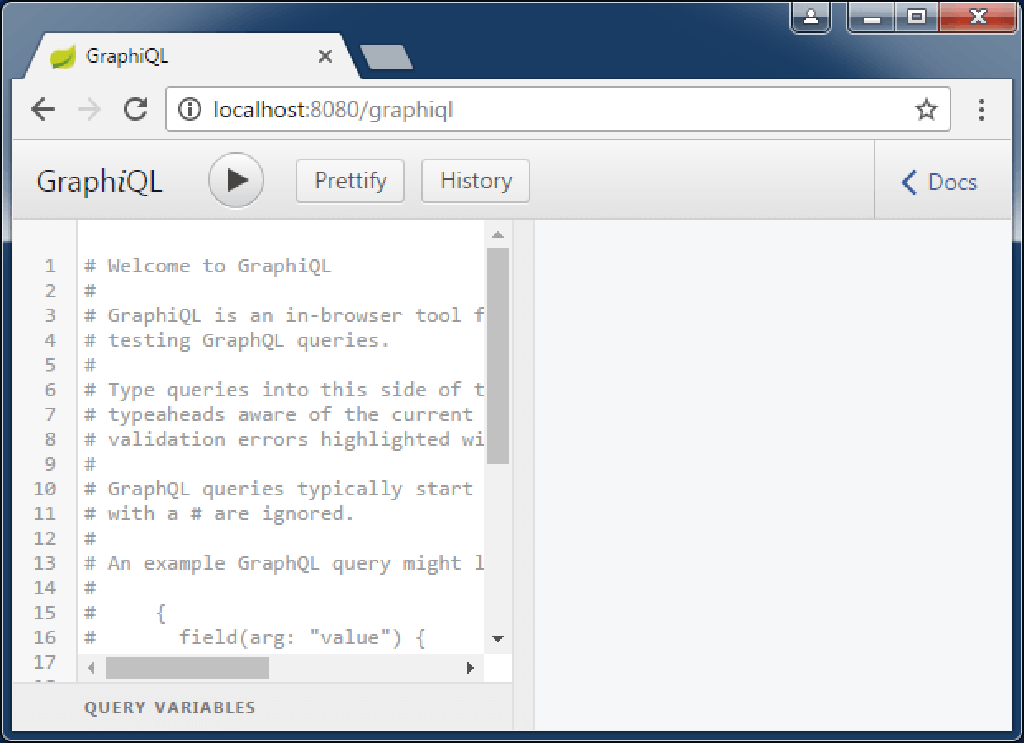 GraphiQL
localhost:8080/graphiql
GraphiQL Prettify History Docs
1 # Welcome to GraphiQL
2 #
3 # GraphiQL is an in-browser tool f
4 # testing GraphQL queries.
5 #
6 # Type queries into this side of t
7 # typeaheads aware of the current
8 # validation errors highlighted wi
9 #
10 # GraphQL queries typically start
11 # with a # are ignored.
12 #
13 # An example GraphQL query might l
14 #
15 #     {
16 #       field(arg: "value") {
17
QUERY VARIABLES